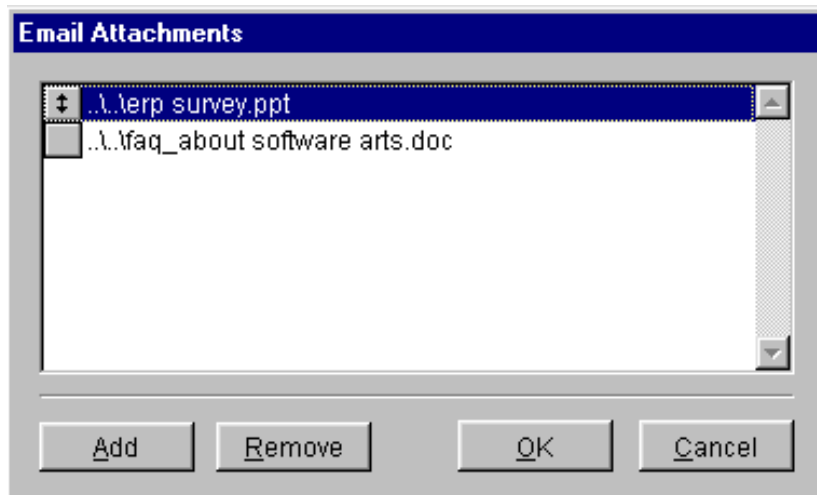 Email Attachments
..\..\erp survey.ppt
..\..\faq_about software arts.doc
Add
Remove
OK
Cancel